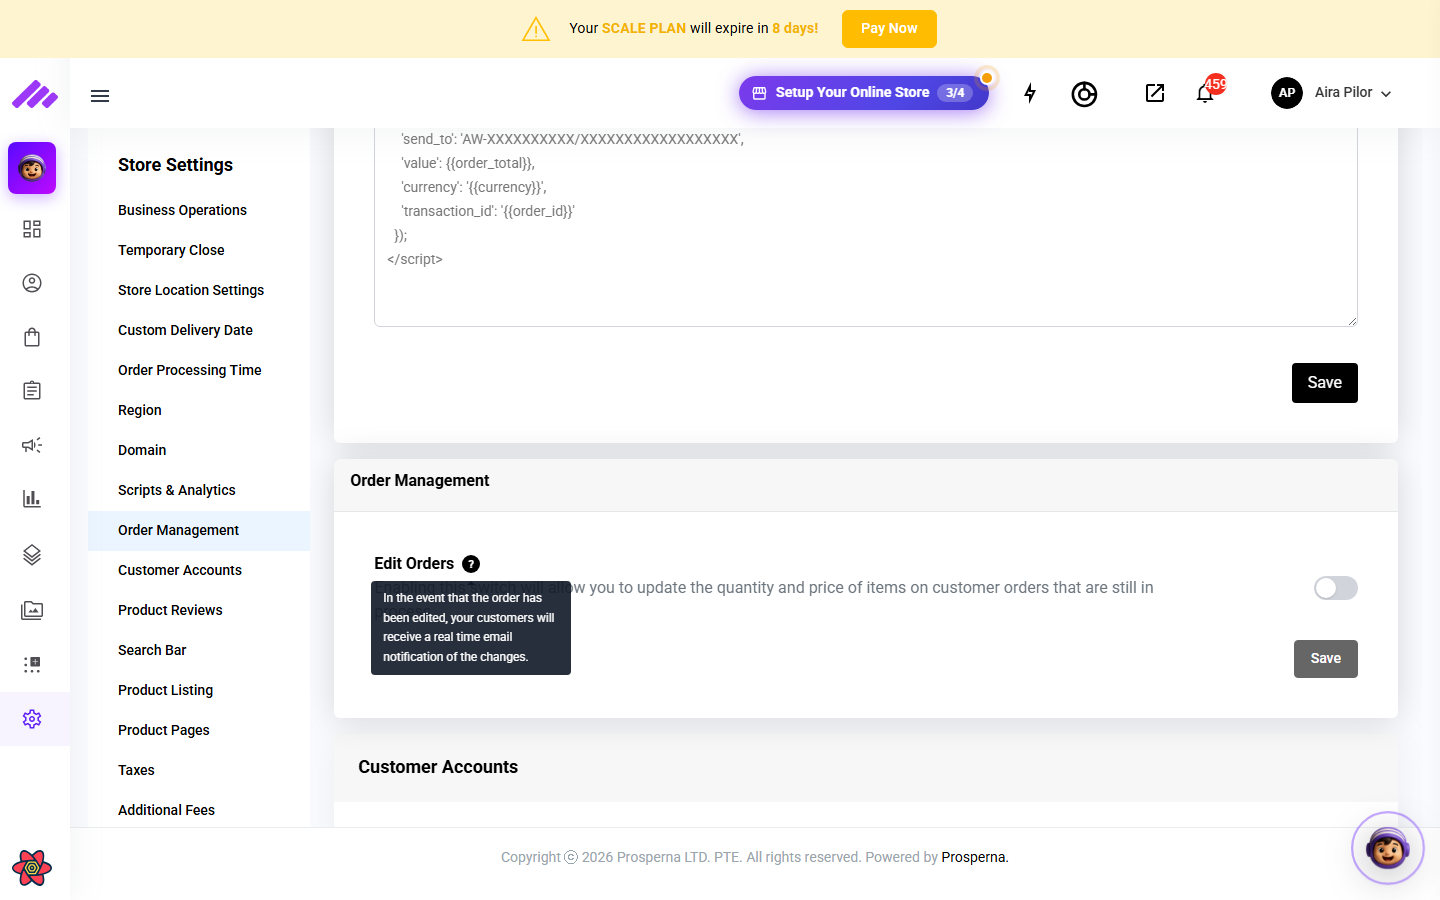 Your SCALE PLAN will expire in 8 days!
Pay Now
Setup Your Online Store 3/4
459
AP
Aira Pilor
Store Settings
Business Operations
Temporary Close
Store Location Settings
Custom Delivery Date
Order Processing Time
Region
Domain
Scripts & Analytics
Order Management
Customer Accounts
Product Reviews
Search Bar
Product Listing
Product Pages
Taxes
Additional Fees
'send_to': 'AW-XXXXXXXXXX/XXXXXXXXXXXXXXXXXX',
'value': {{order_total}},
'currency': '{{currency}}',
'transaction_id': '{{order_id}}'
});
</script>
Save
Order Management
Edit Orders ?
Enabling this switch will allow you to update the quantity and price of items on customer orders that are still in
In the event that the order has
been edited, your customers will
receive a real time email
notification of the changes.
Save
Customer Accounts
Copyright © 2026 Prosperna LTD. PTE. All rights reserved. Powered by Prosperna.